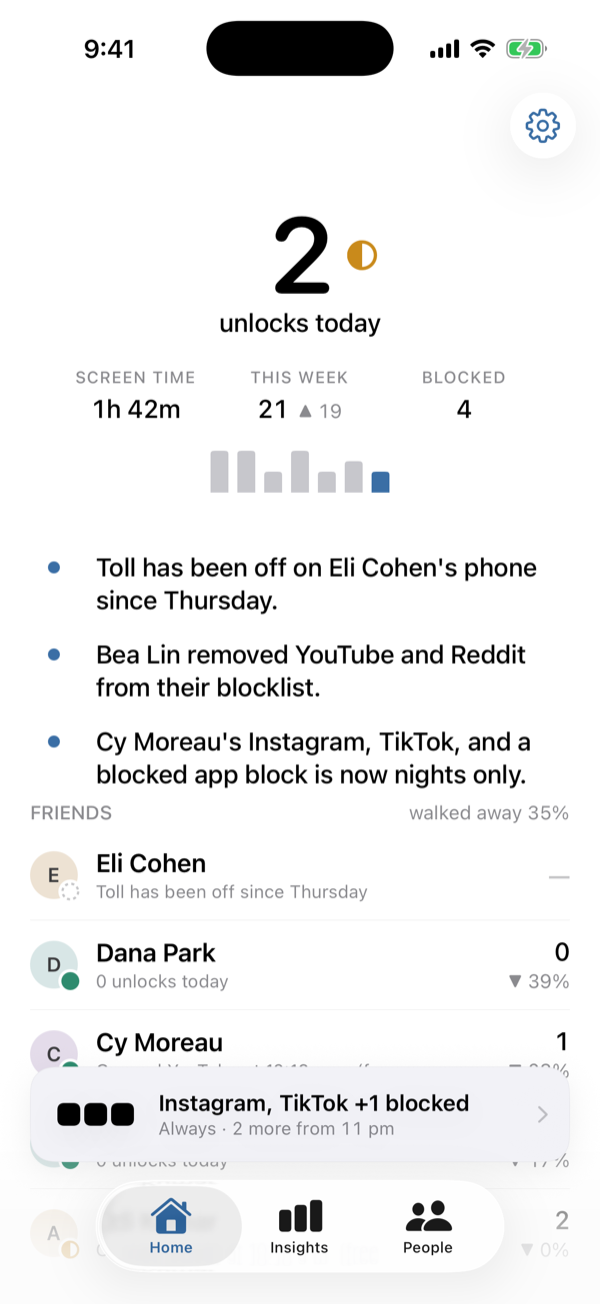 9:41
2
unlocks today
SCREEN TIME
THIS WEEK
BLOCKED
1h 42m
21 ▲ 19
4
Toll has been off on Eli Cohen's phone
since Thursday.
Bea Lin removed YouTube and Reddit
from their blocklist.
Cy Moreau's Instagram, TikTok, and a
blocked app block is now nights only.
FRIENDS
walked away 35%
E
Eli Cohen
—
Toll has been off since Thursday
D
Dana Park
0
0 unlocks today
▼ 39%
C
Cy Moreau
1
Instagram, TikTok +1 blocked
Always · 2 more from 11 pm
0 unlocks today
▼ 17%
A
2
▼ 0%
Home
Insights
People